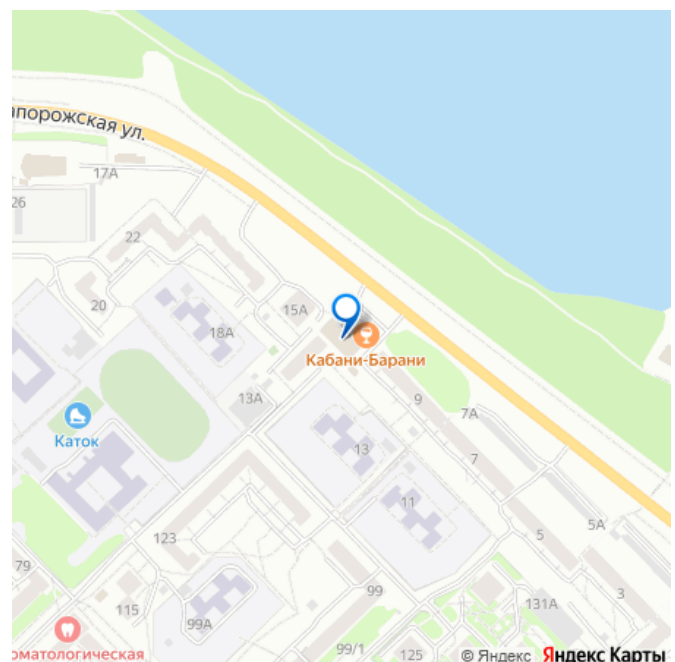 апорожская ул.
17А
26
22
20
15А
18А
Кабани-Барани
13А
9
7А
Каток
13
7
11
5
5А
123
79
99
3
115
131А
99А
99/1
125
оматологическая
© Яндекс Яндекс Карты